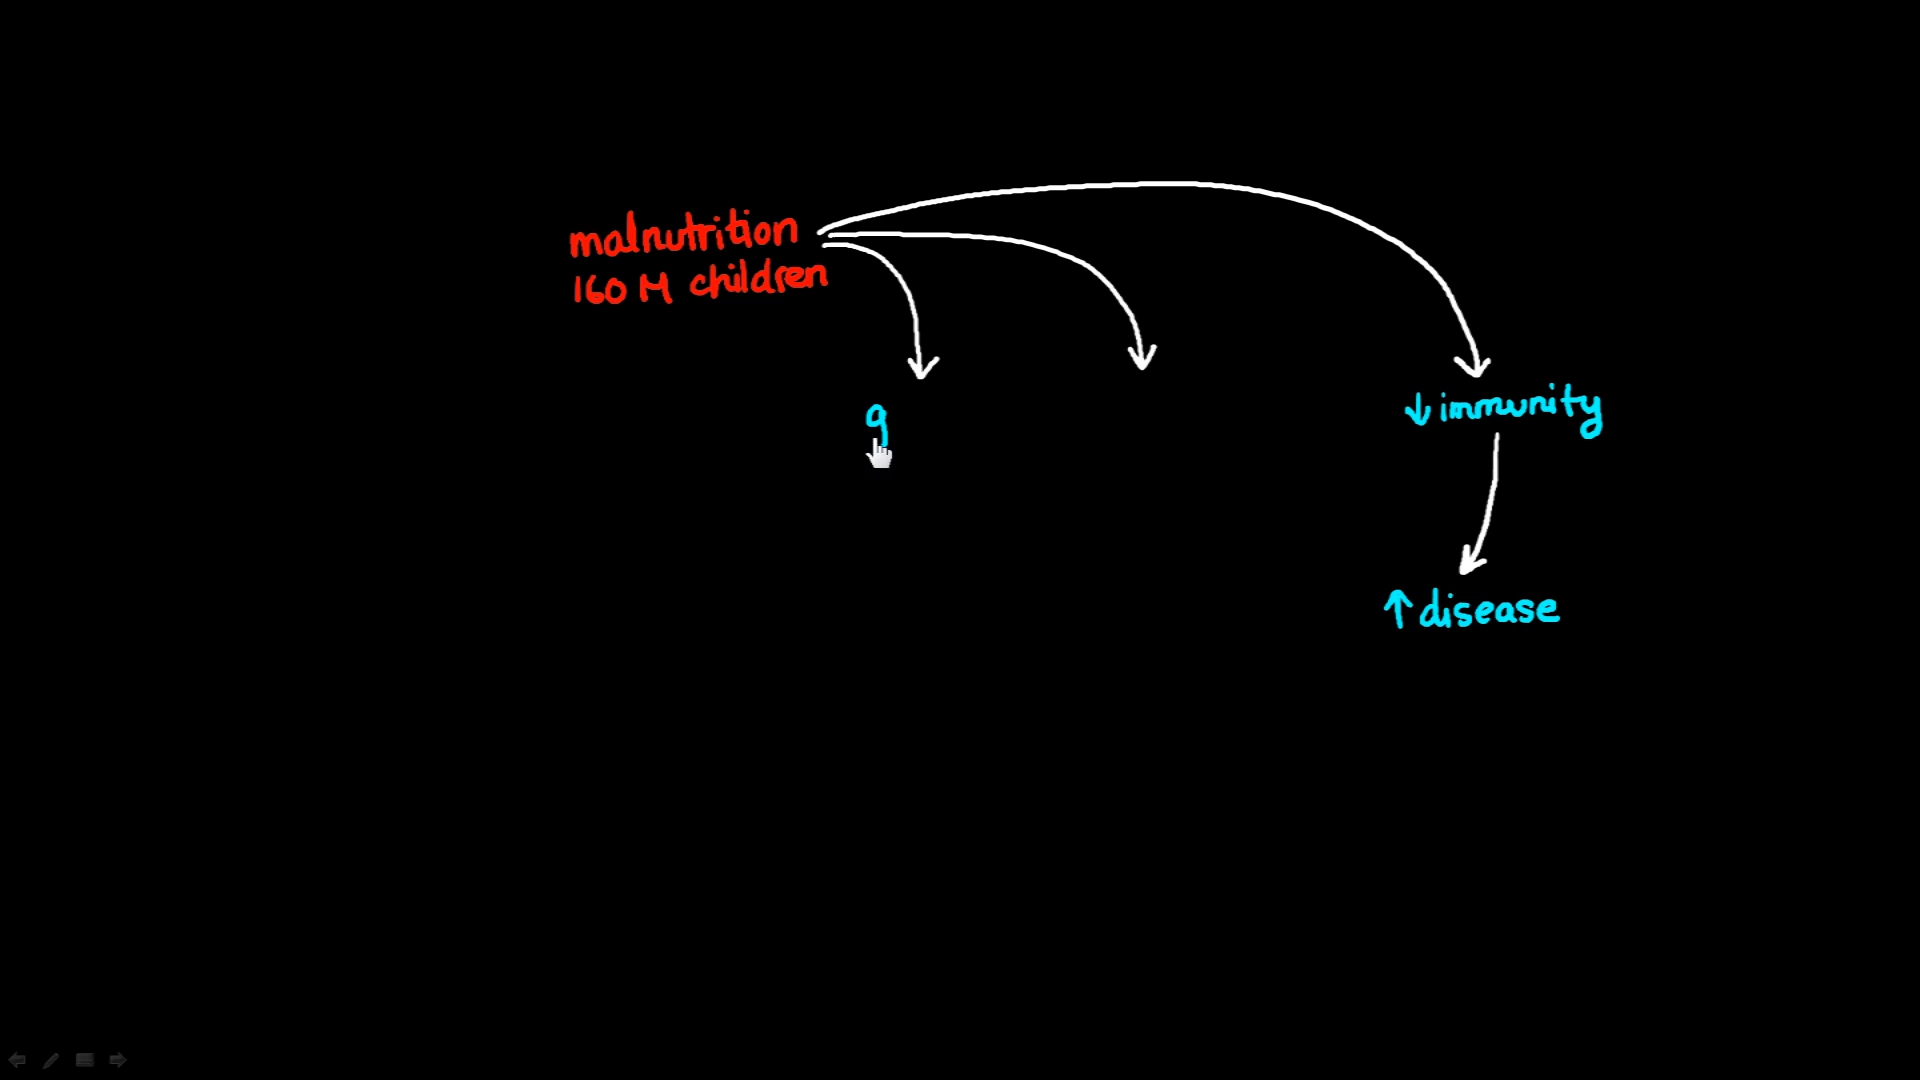 malnutrition
160 M children
g
↓ immunity
↑ disease